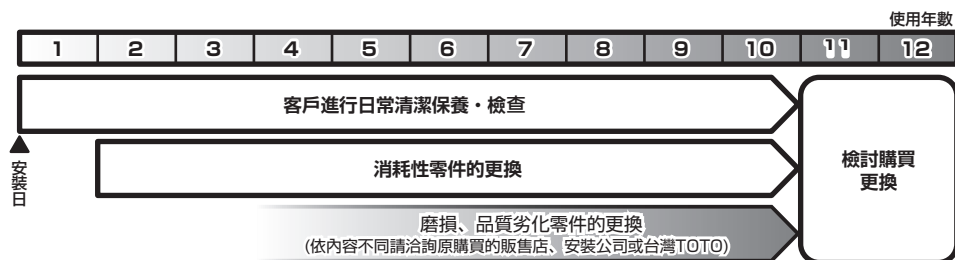 使用年數
1 2 3 4 5 6 7 8 9 10 11 12
客戶進行日常清潔保養・檢查
安裝日
消耗性零件的更換
檢討購買
更換
磨損、品質劣化零件的更換
(依內容不同請洽詢原購買的販售店、安裝公司或台灣TOTO)